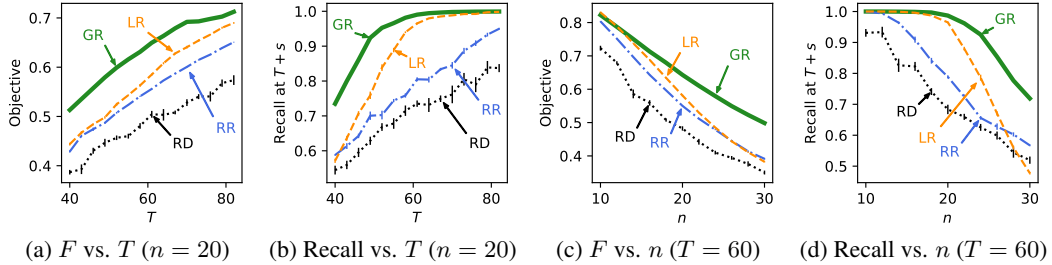 Objective
0.7
0.6
0.5
0.4
40
60
80
T
GR
LR
RR
RD
Recall at T + s
1.0
0.9
0.8
0.7
0.6
0.5
40
60
80
T
GR
LR
RR
RD
Objective
0.8
0.7
0.6
0.5
0.4
10
20
30
n
LR
GR
RD
RR
Recall at T + s
1.0
0.9
0.8
0.7
0.6
0.5
10
20
30
n
GR
RD
LR
RR
(a) F vs. T (n = 20)
(b) Recall vs. T (n = 20)
(c) F vs. n (T = 60)
(d) Recall vs. n (T = 60)